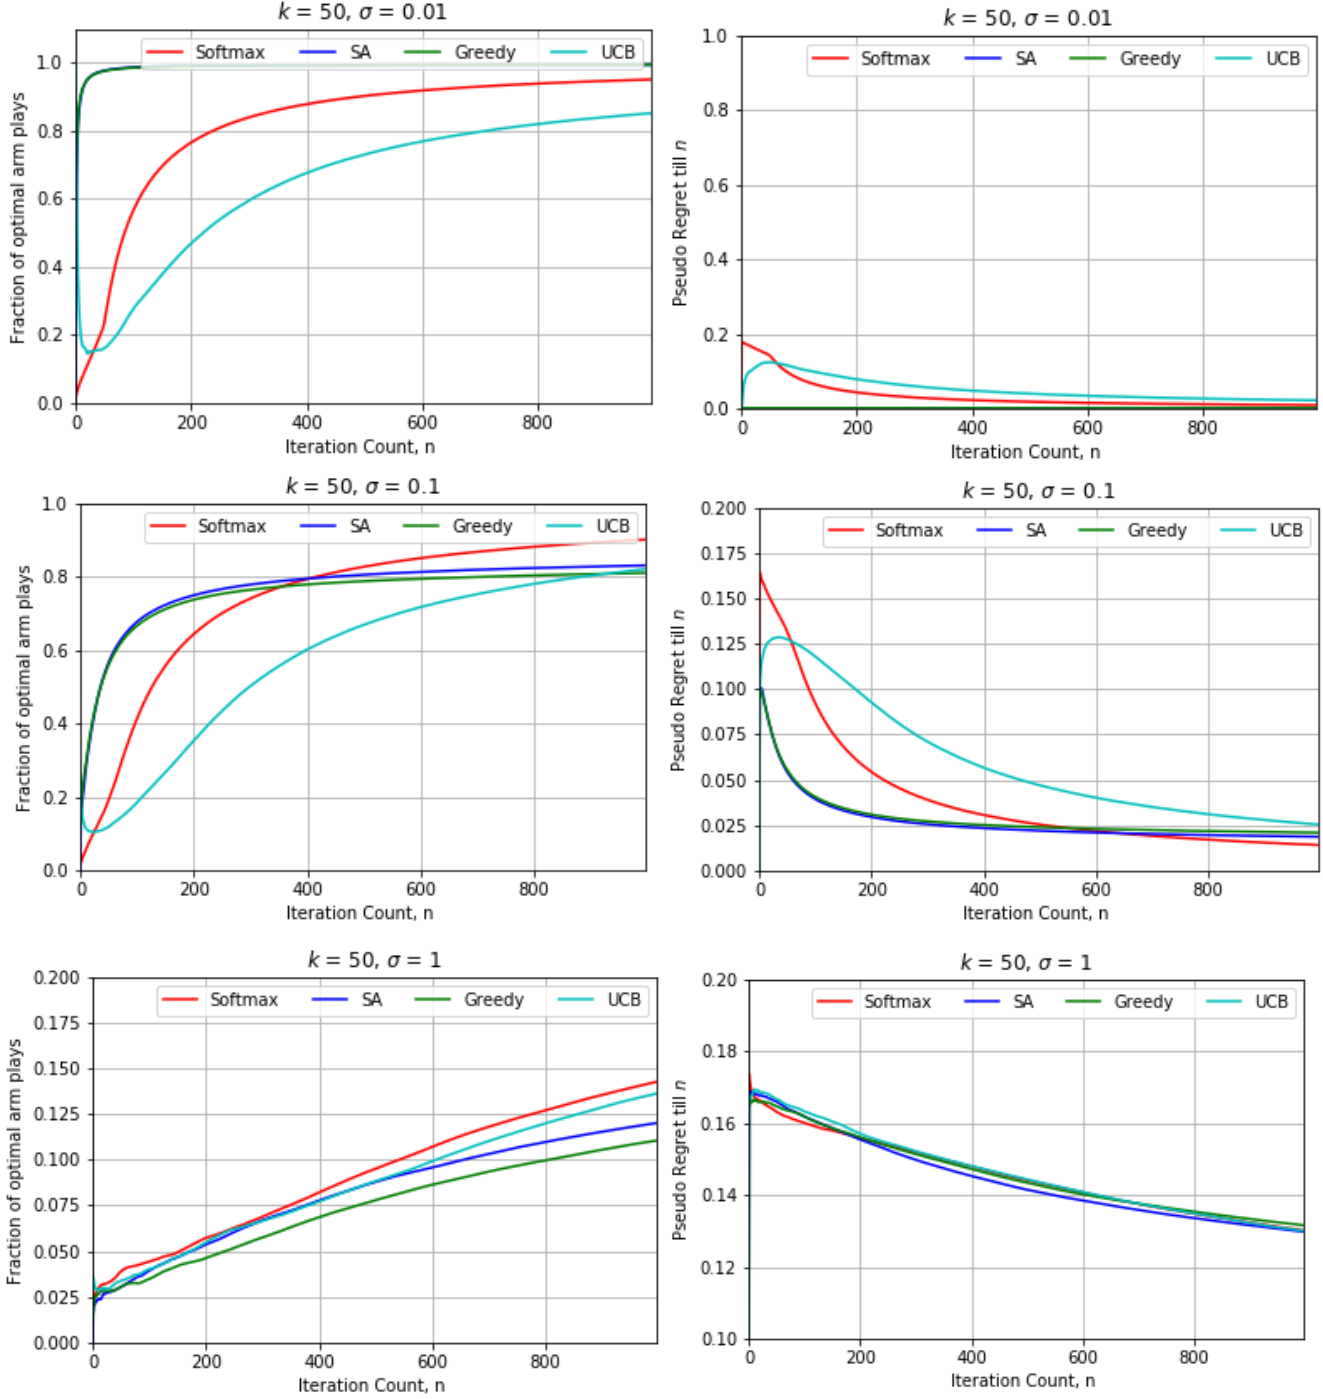 k = 50, σ = 0.01
Softmax SA Greedy UCB
Fraction of optimal arm plays
1.0
0.8
0.6
0.4
0.2
0.0
0 200 400 600 800
Iteration Count, n
k = 50, σ = 0.01
Softmax SA Greedy UCB
Pseudo Regret till n
1.0
0.8
0.6
0.4
0.2
0.0
0 200 400 600 800
Iteration Count, n
k = 50, σ = 0.1
Softmax SA Greedy UCB
Fraction of optimal arm plays
1.0
0.8
0.6
0.4
0.2
0.0
0 200 400 600 800
Iteration Count, n
k = 50, σ = 0.1
Softmax SA Greedy UCB
Pseudo Regret till n
0.200
0.175
0.150
0.125
0.100
0.075
0.050
0.025
0.000
0 200 400 600 800
Iteration Count, n
k = 50, σ = 1
Softmax SA Greedy UCB
Fraction of optimal arm plays
0.200
0.175
0.150
0.125
0.100
0.075
0.050
0.025
0.000
0 200 400 600 800
Iteration Count, n
k = 50, σ = 1
Softmax SA Greedy UCB
Pseudo Regret till n
0.20
0.18
0.16
0.14
0.12
0.10
0 200 400 600 800
Iteration Count, n